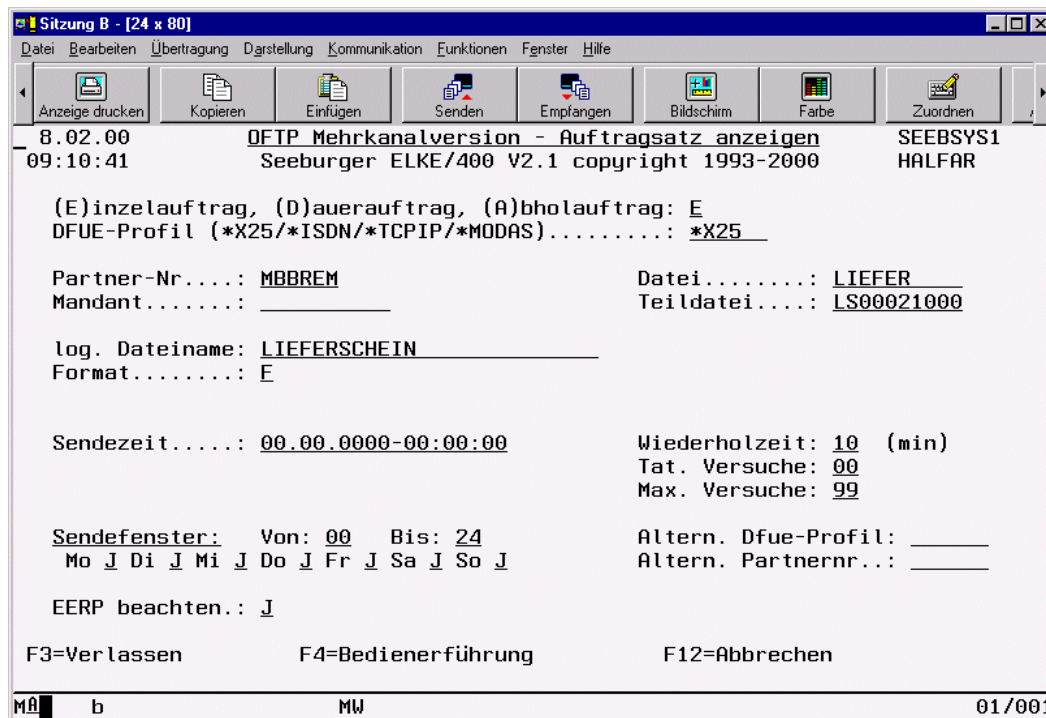 Sitzung B - [24 x 80]
Datei Bearbeiten Übertragung Darstellung Kommunikation Funktionen Fenster Hilfe
Anzeige drucken Kopieren Einfügen Senden Empfangen Bildschirm Farbe Zuordnen
8.02.00 OFTP Mehrkanalversion - Auftragsatz anzeigen SEEBSYS1
09:10:41 Seeburger ELKE/400 V2.1 copyright 1993-2000 HALFAR
(E)inzelauftrag, (D)auerauftrag, (A)bholauftrag: E
DFUE-Profil (*X25/*ISDN/*TCPIP/*MODAS).........: *X25
Partner-Nr....: MBBREM Datei........: LIEFER
Mandant.......: Teildatei....: LS00021000
log. Dateiname: LIEFERSCHEIN
Format........: F
Sendezeit.....: 00.00.0000-00:00:00 Wiederholzeit: 10 (min)
Tat. Versuche: 00
Max. Versuche: 99
Sendefenster: Von: 00 Bis: 24 Altern. Dfue-Profil:
Mo J Di J Mi J Do J Fr J Sa J So J Altern. Partnernr..:
EERP beachten.: J
F3=Verlassen F4=Bedienerführung F12=Abbrechen
MA b MW 01/001